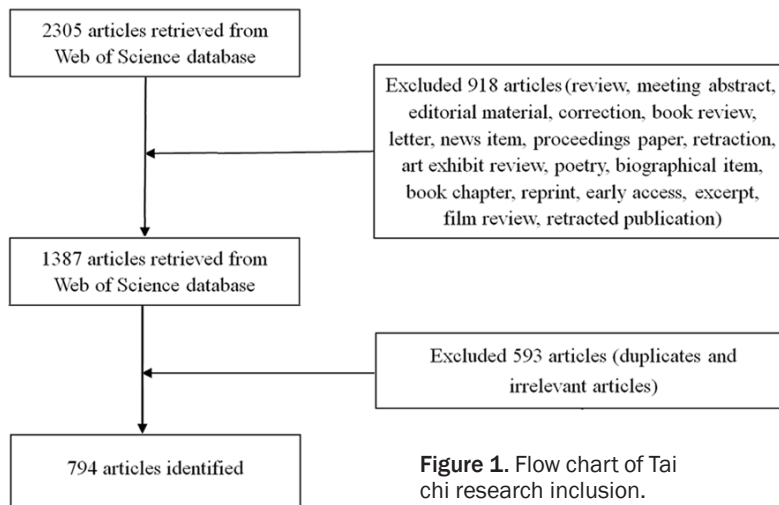 2305 articles retrieved from
Web of Science database
Excluded 918 articles (review, meeting abstract,
editorial material, correction, book review,
letter, news item, proceedings paper, retraction,
art exhibit review, poetry, biographical item,
book chapter, reprint, early access, excerpt,
film review, retracted publication)
1387 articles retrieved from
Web of Science database
Excluded 593 articles (duplicates and
irrelevant articles)
794 articles identified
Figure 1. Flow chart of Tai
chi research inclusion.